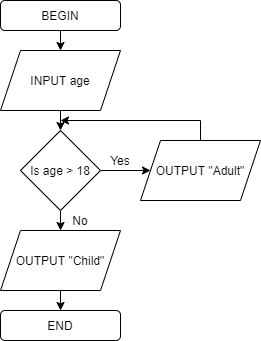 BEGIN
INPUT age
Is age > 18
Yes
OUTPUT "Adult"
No
OUTPUT "Child"
END